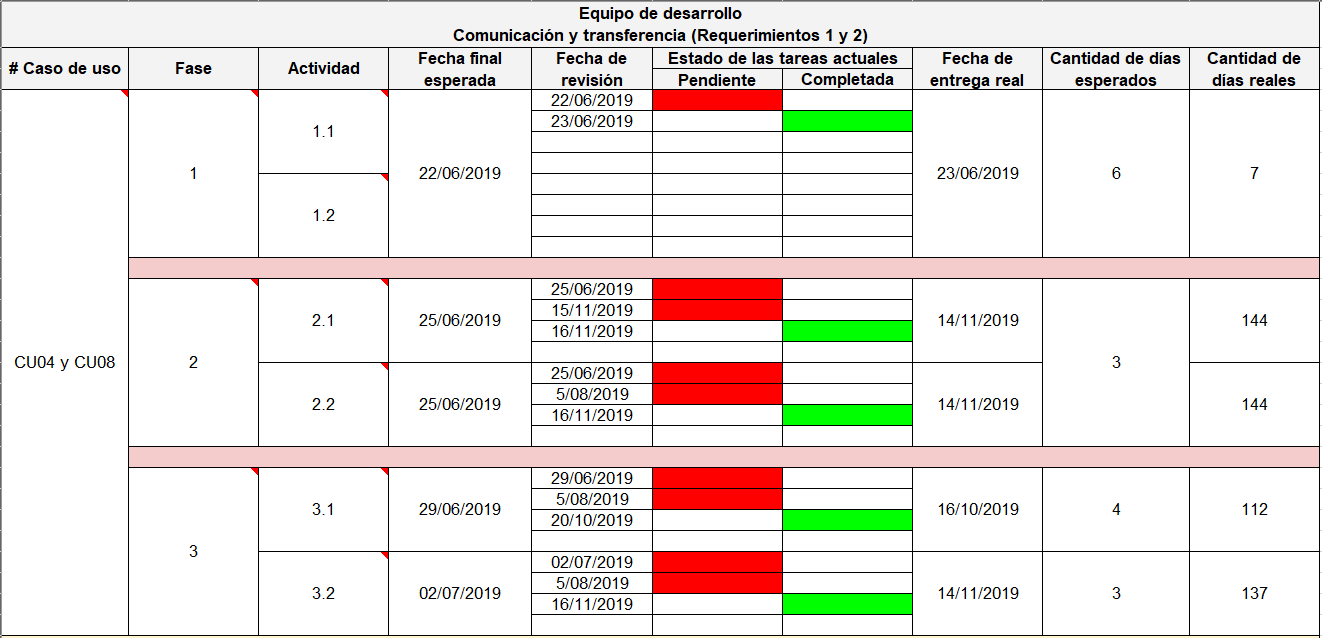 Equipo de desarrollo
Comunicación y transferencia (Requerimientos 1 y 2)
# Caso de uso Fase Actividad Fecha final esperada Fecha de revisión Estado de las tareas actuales Fecha de entrega real Cantidad de días esperados Cantidad de días reales
Pendiente Completada
CU04 y CU08
1 1.1 22/06/2019 22/06/2019 23/06/2019 6 7
23/06/2019
1.2
2 2.1 25/06/2019 25/06/2019 14/11/2019 3 144
15/11/2019
16/11/2019
2.2 25/06/2019 25/06/2019 14/11/2019 144
5/08/2019
16/11/2019
3 3.1 29/06/2019 29/06/2019 16/10/2019 4 112
5/08/2019
20/10/2019
3.2 02/07/2019 02/07/2019 14/11/2019 3 137
5/08/2019
16/11/2019